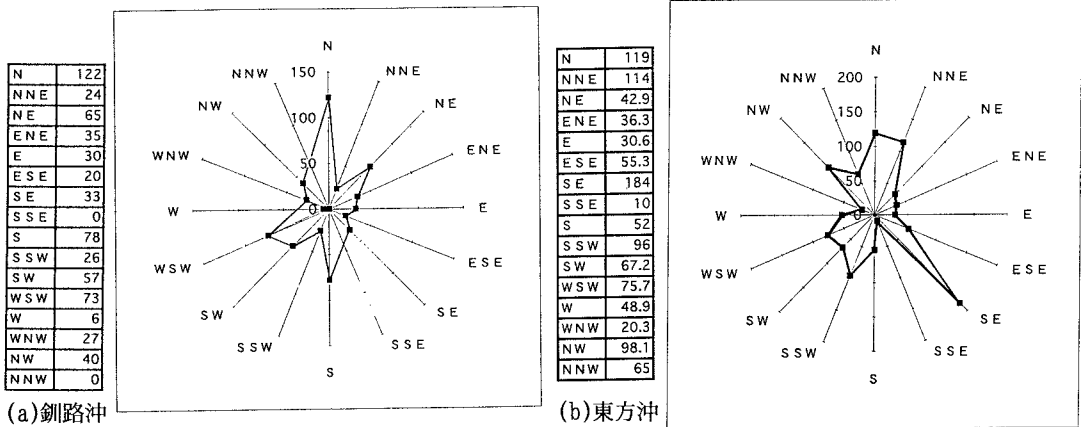 N 122
NNE 24
NE 65
ENE 35
E 30
ESE 20
SE 33
SSE 0
S 78
SSW 26
SW 57
WSW 73
W 6
WNW 27
NW 40
NNW 0
(a)釧路沖
N
NNE
NE
ENE
E
ESE
SE
SSE
S
SSW
SW
WSW
W
WNW
NW
NNW
150
100
50
0
N 119
NNE 114
NE 42.9
ENE 36.3
E 30.6
ESE 55.3
SE 184
SSE 10
S 52
SSW 96
SW 67.2
WSW 75.7
W 48.9
WNW 20.3
NW 98.1
NNW 65
(b)東方沖
N
NNE
NE
ENE
E
ESE
SE
SSE
S
SSW
SW
WSW
W
WNW
NW
NNW
200
150
100
50
0